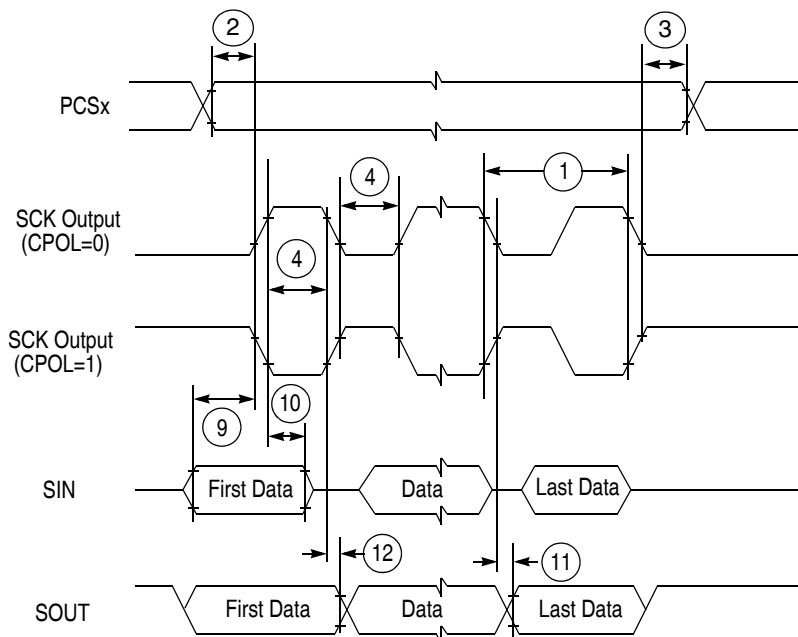 2
3
PCSx
1
4
SCK Output
(CPOL=0)
4
SCK Output
(CPOL=1)
10
9
SIN
First Data
Data
Last Data
12
11
SOUT
First Data
Data
Last Data